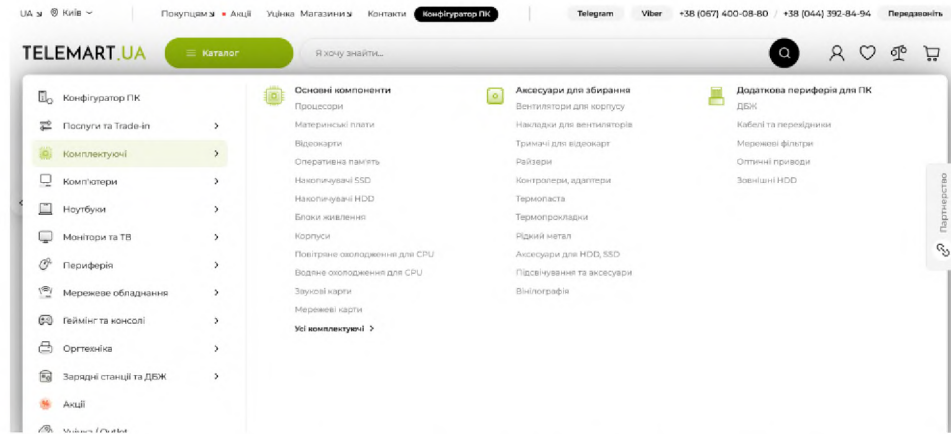 UA Київ Покупцям Акції Уцінка Магазини Контакти Конфігуратор ПК Telegram Viber +38 (067) 400-08-80 / +38 (044) 392-84-94 Передзвоніть
TELEMART.UA Каталог Я хочу знайти...
Конфігуратор ПК
Послуги та Trade-in
Комплектуючі
Комп'ютери
Ноутбуки
Монітори та ТВ
Периферія
Мережеве обладнання
Геймінг та консолі
Оргтехніка
Зарядні станції та ДБЖ
Акції
Уцінка / Outlet
Основні компоненти
Процесори
Материнські плати
Відеокарти
Оперативна пам'ять
Накопичувачі SSD
Накопичувачі HDD
Блоки живлення
Корпуси
Повітряне охолодження для CPU
Водяне охолодження для CPU
Звукові карти
Мережеві карти
Усі комплектуючі >
Аксесуари для збирання
Вентилятори для корпусу
Накладки для вентиляторів
Тримачі для відеокарт
Райзери
Контролери, адаптери
Термопаста
Термопрокладки
Рідкий метал
Аксесуари для HDD, SSD
Підсвічування та аксесуари
Вінілографія
Додаткова периферія для ПК
ДБЖ
Кабелі та перехідники
Мережеві фільтри
Оптичні приводи
Зовнішні HDD
Партнерство